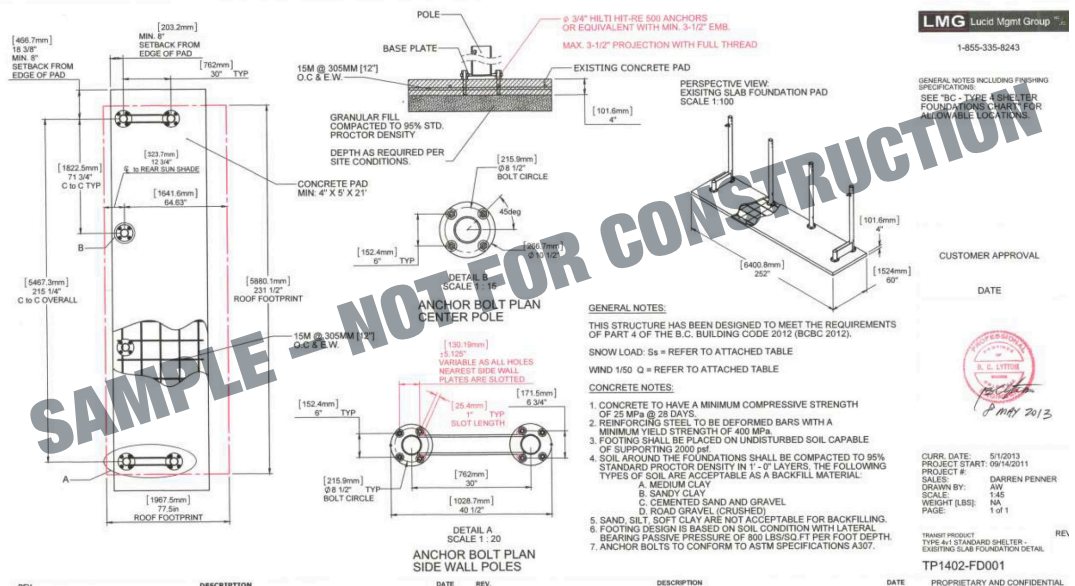 [466.7mm]
18 3/8"
MIN. 8"
SETBACK FROM
EDGE OF PAD
[203.2mm]
MIN. 8"
SETBACK FROM
EDGE OF PAD
[762mm]
30" TYP
[1822.5mm]
71 3/4"
C to C TYP
[323.7mm]
12 3/4"
℄ to REAR SUN SHADE
[1641.6mm]
64.63"
CONCRETE PAD
MIN: 4" X 5' X 21'
B
[5467.3mm]
215 1/4"
C to C OVERALL
[5880.1mm]
231 1/2"
ROOF FOOTPRINT
15M @ 305MM [12"]
O.C & E.W.
A
[1967.5mm]
77.5in
ROOF FOOTPRINT
POLE
BASE PLATE
ø 3/4" HILTI HIT-RE 500 ANCHORS
OR EQUIVALENT WITH MIN. 3-1/2" EMB.
MAX. 3-1/2" PROJECTION WITH FULL THREAD
15M @ 305MM [12"]
O.C & E.W.
EXISTING CONCRETE PAD
[101.6mm]
4"
GRANULAR FILL
COMPACTED TO 95% STD.
PROCTOR DENSITY
DEPTH AS REQUIRED PER
SITE CONDITIONS.
[215.9mm]
Ø8 1/2"
BOLT CIRCLE
45deg
[152.4mm]
6" TYP
[266.7mm]
Ø10 1/2"
DETAIL B
SCALE 1 : 15
ANCHOR BOLT PLAN
CENTER POLE
[130.19mm]
±5.125"
VARIABLE AS ALL HOLES
NEAREST SIDE WALL
PLATES ARE SLOTTED
[152.4mm]
6" TYP
[25.4mm]
1" TYP
SLOT LENGTH
[171.5mm]
6 3/4"
[215.9mm]
Ø8 1/2" TYP
BOLT CIRCLE
[762mm]
30"
[1028.7mm]
40 1/2"
DETAIL A
SCALE 1 : 20
ANCHOR BOLT PLAN
SIDE WALL POLES
PERSPECTIVE VIEW:
EXISITNG SLAB FOUNDATION PAD
SCALE 1:100
[101.6mm]
4"
[6400.8mm]
252"
[1524mm]
60"
GENERAL NOTES:
THIS STRUCTURE HAS BEEN DESIGNED TO MEET THE REQUIREMENTS
OF PART 4 OF THE B.C. BUILDING CODE 2012 (BCBC 2012).
SNOW LOAD: Ss = REFER TO ATTACHED TABLE
WIND 1/50 Q = REFER TO ATTACHED TABLE
CONCRETE NOTES:
1. CONCRETE TO HAVE A MINIMUM COMPRESSIVE STRENGTH
OF 25 MPa @ 28 DAYS.
2. REINFORCING STEEL TO BE DEFORMED BARS WITH A
MINIMUM YIELD STRENGTH OF 400 MPa.
3. FOOTING SHALL BE PLACED ON UNDISTURBED SOIL CAPABLE
OF SUPPORTING 2000 psf.
4. SOIL AROUND THE FOUNDATIONS SHALL BE COMPACTED TO 95%
STANDARD PROCTOR DENSITY IN 1' - 0" LAYERS, THE FOLLOWING
TYPES OF SOIL ARE ACCEPTABLE AS A BACKFILL MATERIAL:
A. MEDIUM CLAY
B. SANDY CLAY
C. CEMENTED SAND AND GRAVEL
D. ROAD GRAVEL (CRUSHED)
5. SAND, SILT, SOFT CLAY ARE NOT ACCEPTABLE FOR BACKFILLING.
6. FOOTING DESIGN IS BASED ON SOIL CONDITION WITH LATERAL
BEARING PASSIVE PRESSURE OF 800 LBS/SQ.FT PER FOOT DEPTH.
7. ANCHOR BOLTS TO CONFORM TO ASTM SPECIFICATIONS A307.
LMG Lucid Mgmt Group
1-855-335-8243
GENERAL NOTES INCLUDING FINISHING
SPECIFICATIONS:
SEE "BC - TYPE 4 SHELTER
FOUNDATIONS CHART" FOR
ALLOWABLE LOCATIONS.
CUSTOMER APPROVAL
DATE
PROFESSIONAL
PROVINCE
OF
B. C. LYTTON
8 MAY 2013
CURR. DATE: 5/1/2013
PROJECT START: 09/14/2011
PROJECT #:
SALES: DARREN PENNER
DRAWN BY: AW
SCALE: 1:45
WEIGHT [LBS]: NA
PAGE: 1 of 1
TRANSIT PRODUCT REV
TYPE 4v1 STANDARD SHELTER -
EXISITING SLAB FOUNDATION DETAIL
TP1402-FD001
REV. DESCRIPTION DATE REV. DESCRIPTION DATE PROPRIETARY AND CONFIDENTIAL
SAMPLE - NOT FOR CONSTRUCTION